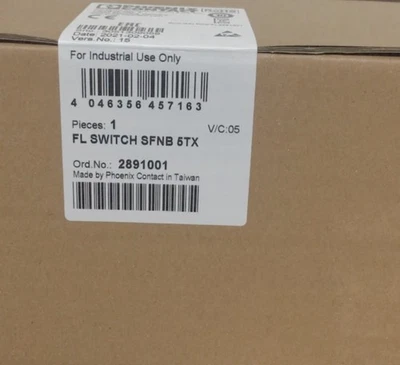 EAC
Date: 2021-02-04
Vers.No.: 15
For Industrial Use Only
4 046356 457163
Pieces: 1
V/C:05
FL SWITCH SFNB 5TX
Ord.No.: 2891001
Made by Phoenix Contact in Taiwan